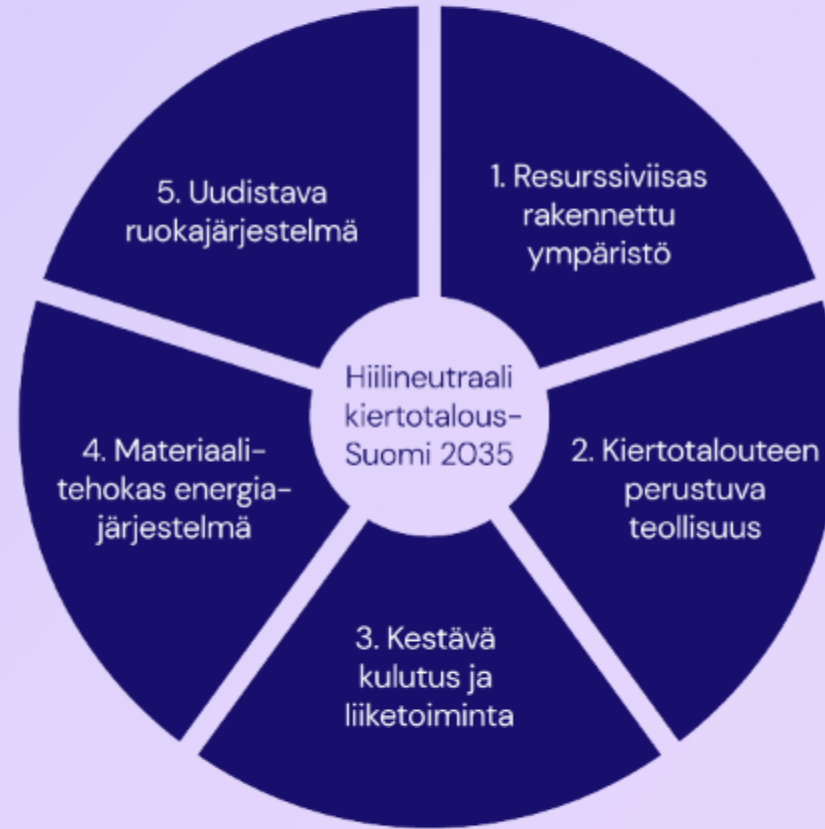 1. Resurssiviisas
rakennettu
ympäristö
2. Kiertotalouteen
perustuva
teollisuus
3. Kestävä
kulutus ja
liiketoiminta
4. Materiaali-
tehokas energia-
järjestelmä
5. Uudistava
ruokajärjestelmä
Hiilineutraali
kiertotalous-
Suomi 2035